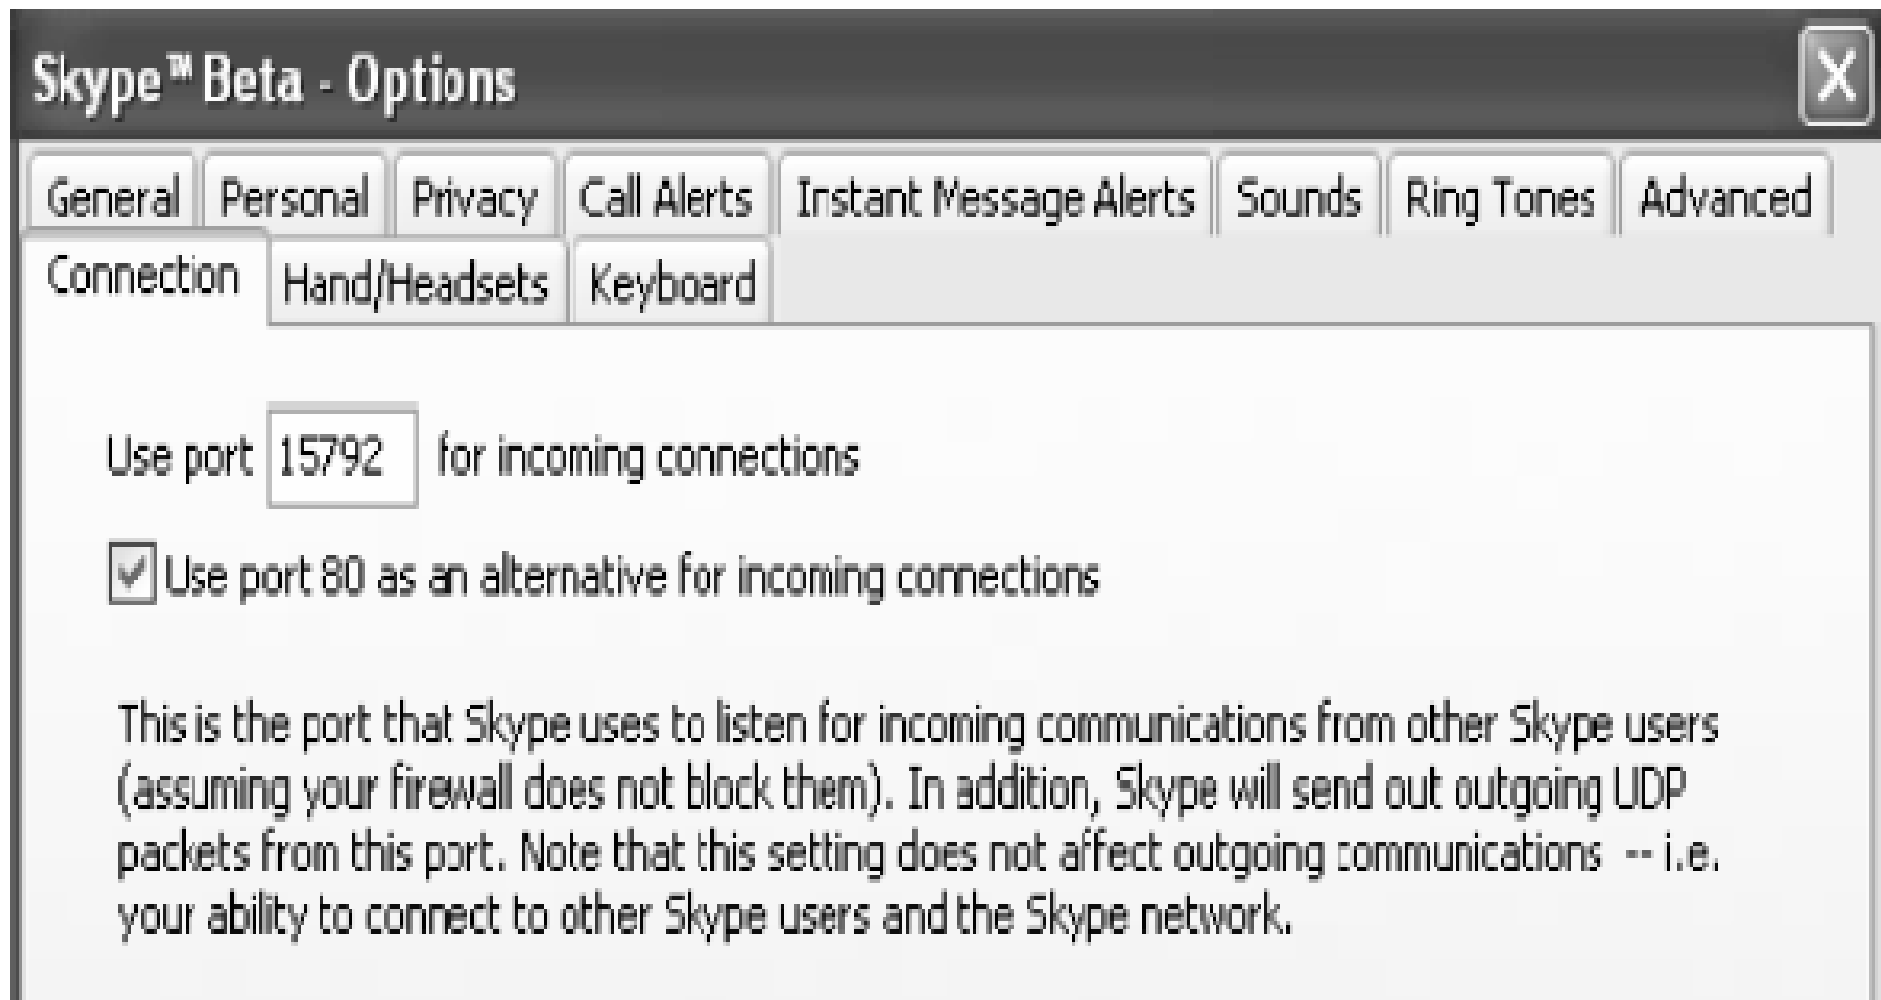 Skype™ Beta - Options
X
General Personal Privacy Call Alerts Instant Message Alerts Sounds Ring Tones Advanced
Connection Hand/Headsets Keyboard
Use port 15792 for incoming connections
Use port 80 as an alternative for incoming connections
This is the port that Skype uses to listen for incoming communications from other Skype users
(assuming your firewall does not block them). In addition, Skype will send out outgoing UDP
packets from this port. Note that this setting does not affect outgoing communications -- i.e.
your ability to connect to other Skype users and the Skype network.